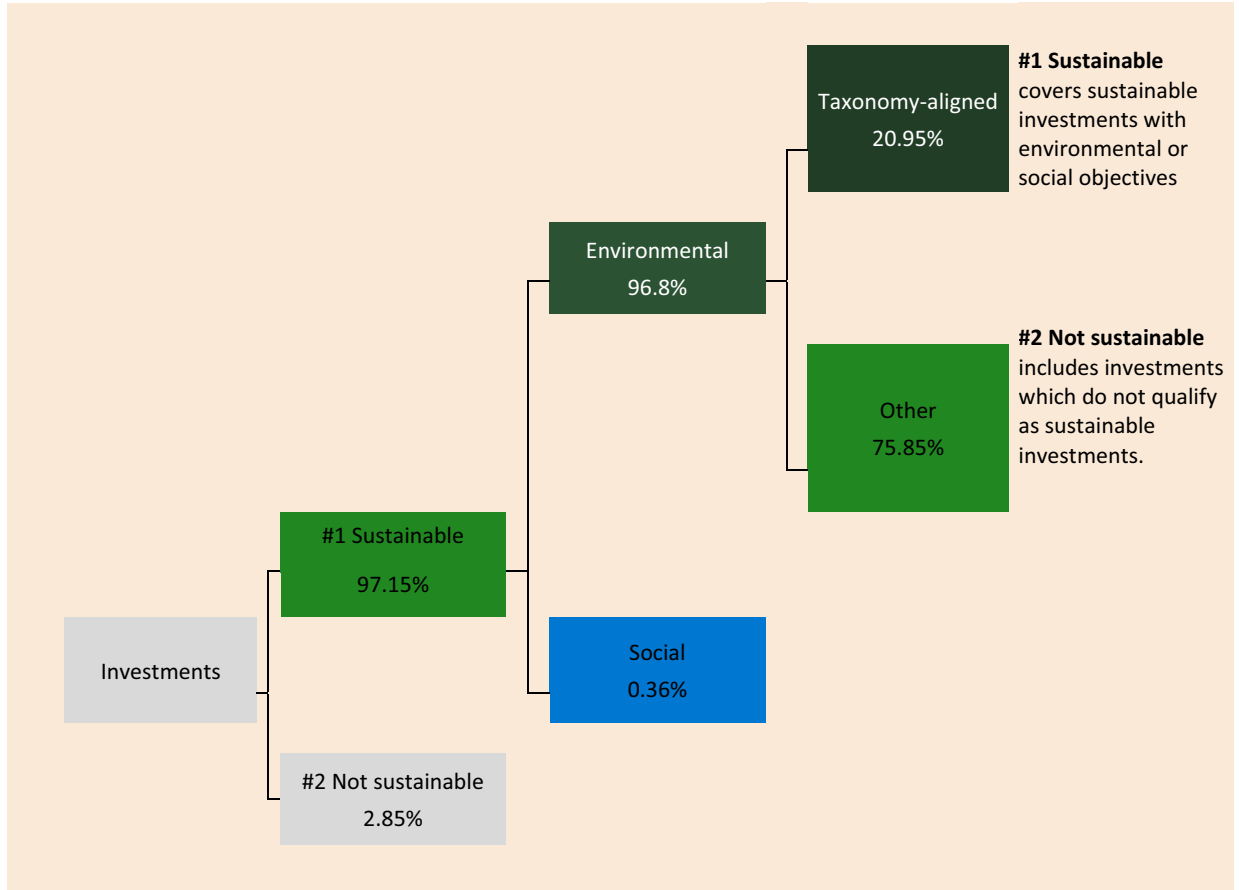 Investments
#1 Sustainable
97.15%
#2 Not sustainable
2.85%
Environmental
96.8%
Social
0.36%
Taxonomy-aligned
20.95%
Other
75.85%
#1 Sustainable
covers sustainable
investments with
environmental or
social objectives
#2 Not sustainable
includes investments
which do not qualify
as sustainable
investments.